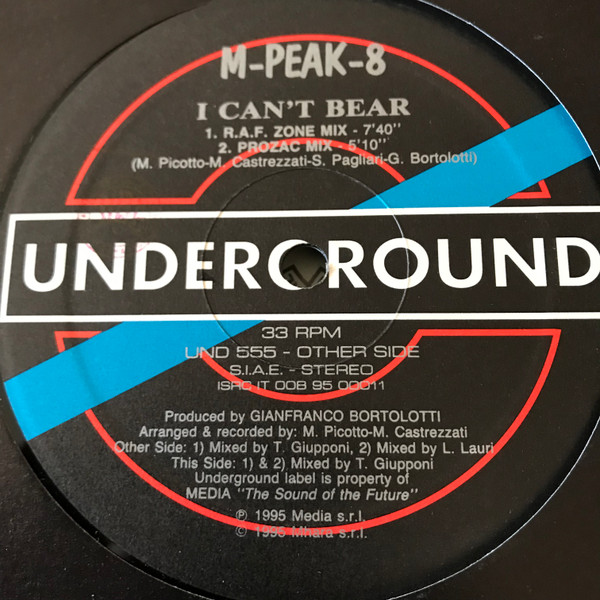 M-PEAK-8
I CAN'T BEAR
1. R.A.F. ZONE MIX - 7'40"
2. PROZAC MIX - 5'10"
(M. Picotto-M. Castrezzati-S. Pagliari-G. Bortolotti)
UNDERGROUND
33 RPM
UND 555 - OTHER SIDE
S.I.A.E. - STEREO
ISRC IT 00B 95 00011
Produced by GIANFRANCO BORTOLOTTI
Arranged & recorded by: M. Picotto-M. Castrezzati
Other Side: 1) Mixed by T. Giupponi, 2) Mixed by L. Lauri
This Side: 1) & 2) Mixed by T. Giupponi
Underground label is property of
MEDIA "The Sound of the Future"
℗ 1995 Media s.r.l.
© 1995 Mhara s.r.l.